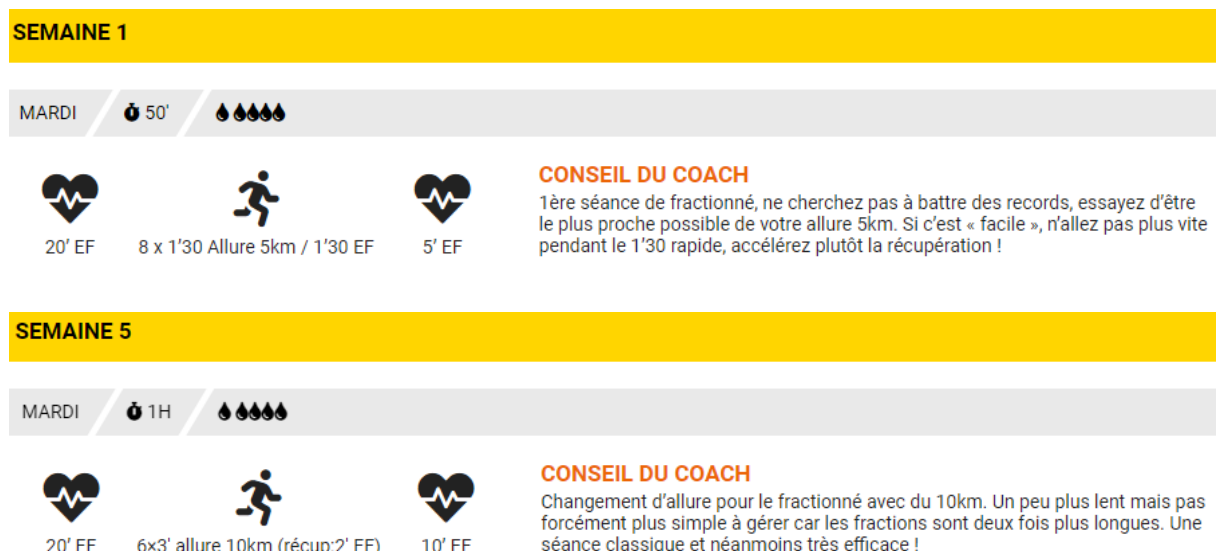 SEMAINE 1
MARDI 50'
CONSEIL DU COACH
1ère séance de fractionné, ne cherchez pas à battre des records, essayez d’être
le plus proche possible de votre allure 5km. Si c’est « facile », n’allez pas plus vite
pendant le 1’30 rapide, accélérez plutôt la récupération !
20’ EF 8 x 1’30 Allure 5km / 1’30 EF 5’ EF
SEMAINE 5
MARDI 1H
CONSEIL DU COACH
Changement d’allure pour le fractionné avec du 10km. Un peu plus lent mais pas
forcément plus simple à gérer car les fractions sont deux fois plus longues. Une
séance classique et néanmoins très efficace !
20’ EF 6×3′ allure 10km (récup:2′ EF) 10’ EF